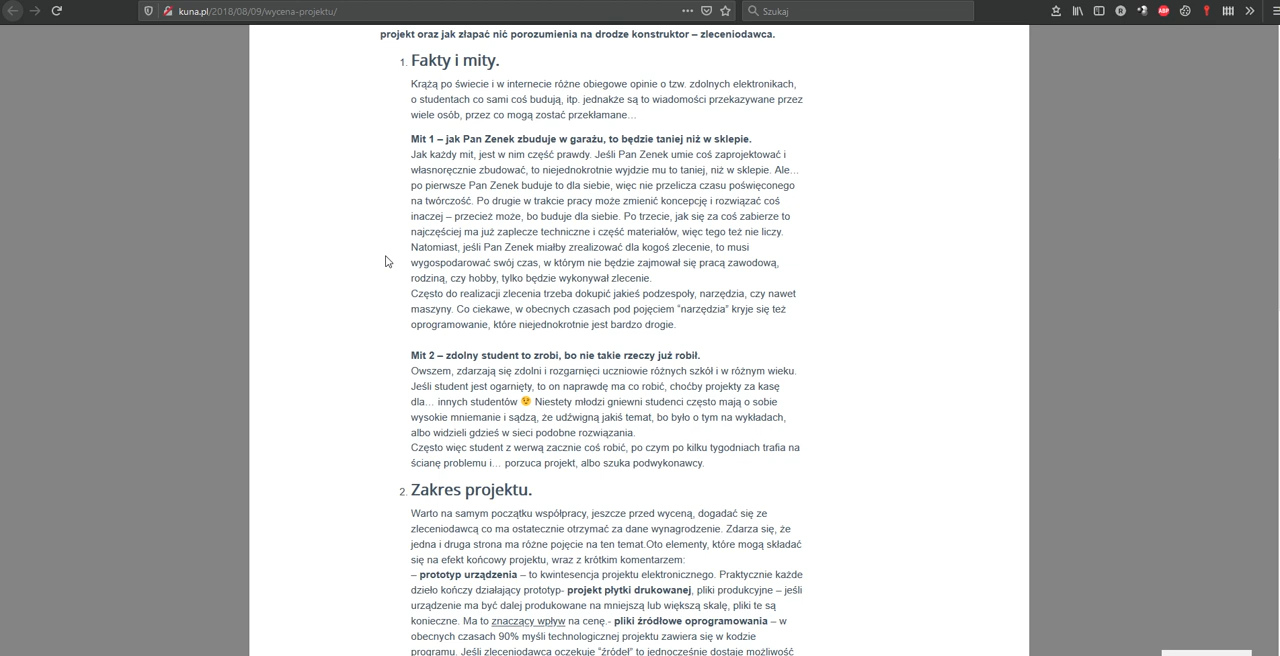 kuna.pl/2018/08/09/wycena-projektu/
Szukaj
projekt oraz jak złapać nić porozumienia na drodze konstruktor – zleceniodawca.
1. Fakty i mity.
Krążą po świecie i w internecie różne obiegowe opinie o tzw. zdolnych elektronikach,
o studentach co sami coś budują, itp. jednakże są to wiadomości przekazywane przez
wiele osób, przez co mogą zostać przekłamane…
Mit 1 – jak Pan Zenek zbuduje w garażu, to będzie taniej niż w sklepie.
Jak każdy mit, jest w nim część prawdy. Jeśli Pan Zenek umie coś zaprojektować i
własnoręcznie zbudować, to niejednokrotnie wyjdzie mu to taniej, niż w sklepie. Ale…
po pierwsze Pan Zenek buduje to dla siebie, więc nie przelicza czasu poświęconego
na twórczość. Po drugie w trakcie pracy może zmienić koncepcję i rozwiązać coś
inaczej – przecież może, bo buduje dla siebie. Po trzecie, jak się za coś zabierze to
najczęściej ma już zaplecze techniczne i część materiałów, więc tego też nie liczy.
Natomiast, jeśli Pan Zenek miałby zrealizować dla kogoś zlecenie, to musi
wygospodarować swój czas, w którym nie będzie zajmował się pracą zawodową,
rodziną, czy hobby, tylko będzie wykonywał zlecenie.
Często do realizacji zlecenia trzeba dokupić jakieś podzespoły, narzędzia, czy nawet
maszyny. Co ciekawe, w obecnych czasach pod pojęciem “narzędzia” kryje się też
oprogramowanie, które niejednokrotnie jest bardzo drogie.
Mit 2 – zdolny student to zrobi, bo nie takie rzeczy już robił.
Owszem, zdarzają się zdolni i rozgarnięci uczniowie różnych szkół i w różnym wieku.
Jeśli student jest ogarnięty, to on naprawdę ma co robić, choćby projekty za kasę
dla… innych studentów 😉 Niestety młodzi gniewni studenci często mają o sobie
wysokie mniemanie i sądzą, że udźwigną jakiś temat, bo było o tym na wykładach,
albo widzieli gdzieś w sieci podobne rozwiązania.
Często więc student z werwą zacznie coś robić, po czym po kilku tygodniach trafia na
ścianę problemu i… porzuca projekt, albo szuka podwykonawcy.
2. Zakres projektu.
Warto na samym początku współpracy, jeszcze przed wyceną, dogadać się ze
zleceniodawcą co ma ostatecznie otrzymać za dane wynagrodzenie. Zdarza się, że
jedna i druga strona ma różne pojęcie na ten temat.Oto elementy, które mogą składać
się na efekt końcowy projektu, wraz z krótkim komentarzem:
– prototyp urządzenia – to kwintesencja projektu elektronicznego. Praktycznie każde
dzieło kończy działający prototyp- projekt płytki drukowanej, pliki produkcyjne – jeśli
urządzenie ma być dalej produkowane na mniejszą lub większą skalę, pliki te są
konieczne. Ma to znaczący wpływ na cenę.- pliki źródłowe oprogramowania – w
obecnych czasach 90% myśli technologicznej projektu zawiera się w kodzie
programu. Jeśli zleceniodawca oczekuje “źródeł” to jednocześnie dostaje możliwość